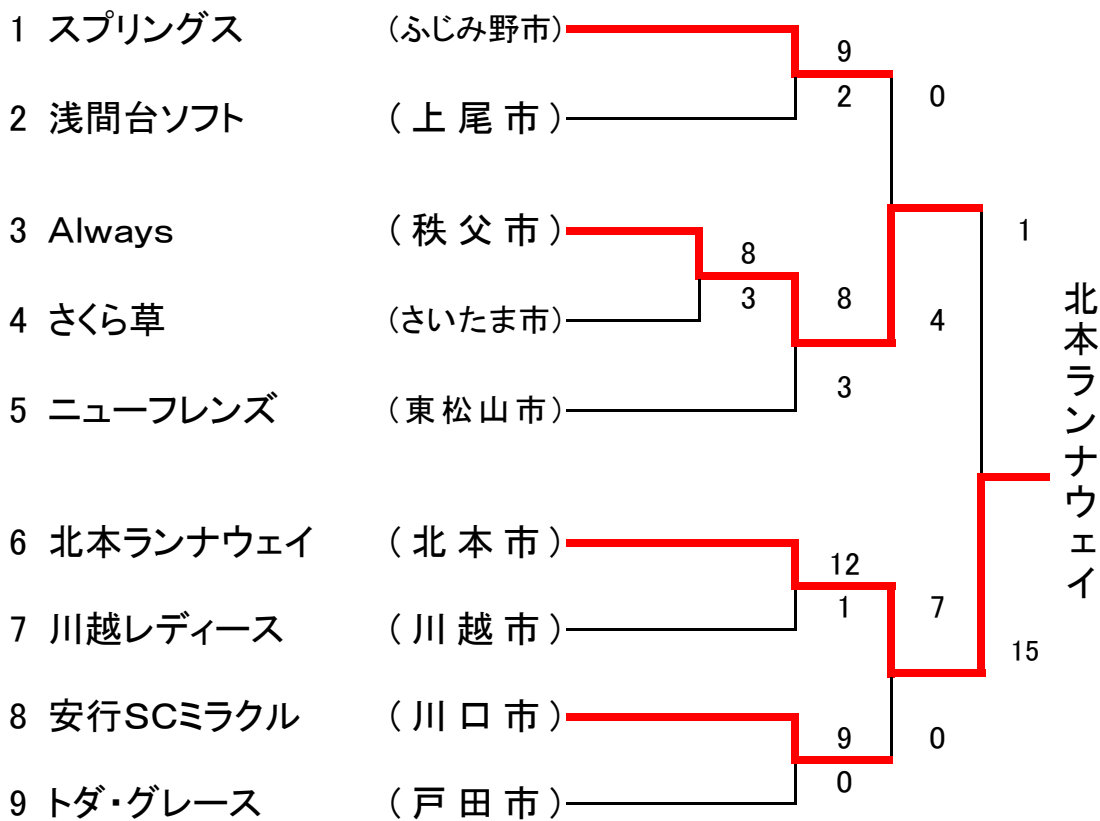 1 スプリングス (ふじみ野市)
9
2
0
2 浅間台ソフト (上尾市)
3 Always (秩父市)
1
8
3
8
4
4 さくら草 (さいたま市)
3
5 ニューフレンズ (東松山市)
北本ランナウェイ
6 北本ランナウェイ (北本市)
12
1
7
7 川越レディース (川越市)
15
8 安行SCミラクル (川口市)
9
0
0
9 トダ・グレース (戸田市)